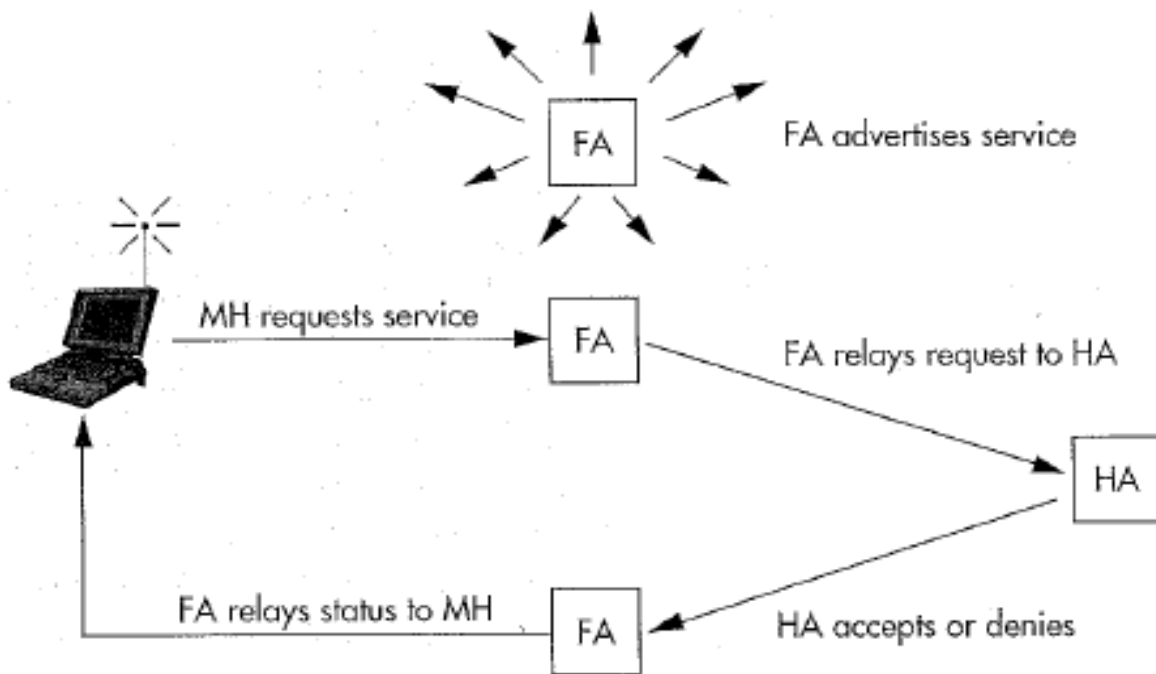 FA
FA advertises service
MH requests service
FA
FA relays request to HA
HA
FA relays status to MH
FA
HA accepts or denies